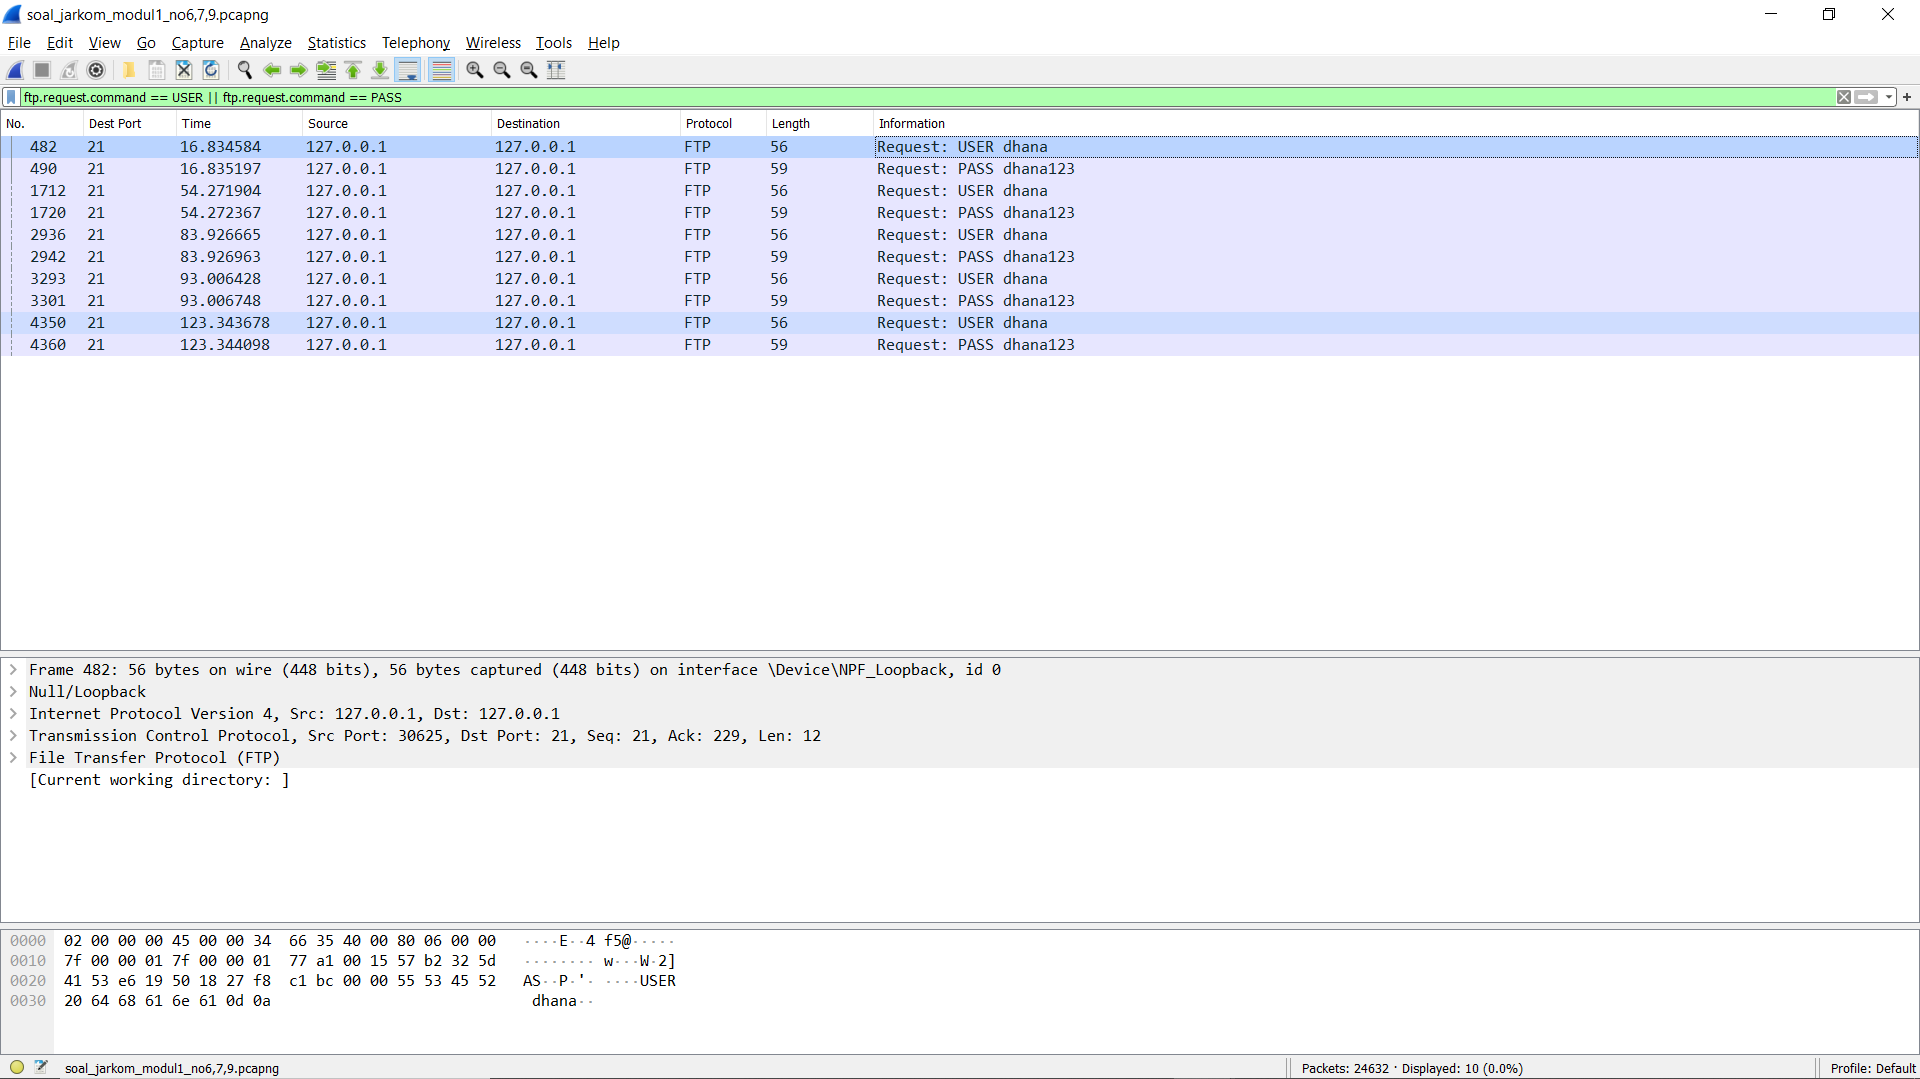 soal_jarkom_modul1_no6,7,9.pcapng
File Edit View Go Capture Analyze Statistics Telephony Wireless Tools Help
ftp.request.command == USER || ftp.request.command == PASS
No. Dest Port Time Source Destination Protocol Length Information
482 21 16.834584 127.0.0.1 127.0.0.1 FTP 56 Request: USER dhana
490 21 16.835197 127.0.0.1 127.0.0.1 FTP 59 Request: PASS dhana123
1712 21 54.271904 127.0.0.1 127.0.0.1 FTP 56 Request: USER dhana
1720 21 54.272367 127.0.0.1 127.0.0.1 FTP 59 Request: PASS dhana123
2936 21 83.926665 127.0.0.1 127.0.0.1 FTP 56 Request: USER dhana
2942 21 83.926963 127.0.0.1 127.0.0.1 FTP 59 Request: PASS dhana123
3293 21 93.006428 127.0.0.1 127.0.0.1 FTP 56 Request: USER dhana
3301 21 93.006748 127.0.0.1 127.0.0.1 FTP 59 Request: PASS dhana123
4350 21 123.343678 127.0.0.1 127.0.0.1 FTP 56 Request: USER dhana
4360 21 123.344098 127.0.0.1 127.0.0.1 FTP 59 Request: PASS dhana123
Frame 482: 56 bytes on wire (448 bits), 56 bytes captured (448 bits) on interface \Device\NPF_Loopback, id 0
Null/Loopback
Internet Protocol Version 4, Src: 127.0.0.1, Dst: 127.0.0.1
Transmission Control Protocol, Src Port: 30625, Dst Port: 21, Seq: 21, Ack: 229, Len: 12
File Transfer Protocol (FTP)
[Current working directory: ]
0000 02 00 00 00 45 00 00 34 66 35 40 00 80 06 00 00 ····E··4 f5@·····
0010 7f 00 00 01 7f 00 00 01 77 a1 00 15 57 b2 32 5d ········ w···W·2]
0020 41 53 e6 19 50 18 27 f8 c1 bc 00 00 55 53 45 52 AS··P·'· ····USER
0030 20 64 68 61 6e 61 0d 0a dhana··
soal_jarkom_modul1_no6,7,9.pcapng Packets: 24632 · Displayed: 10 (0.0%) Profile: Default